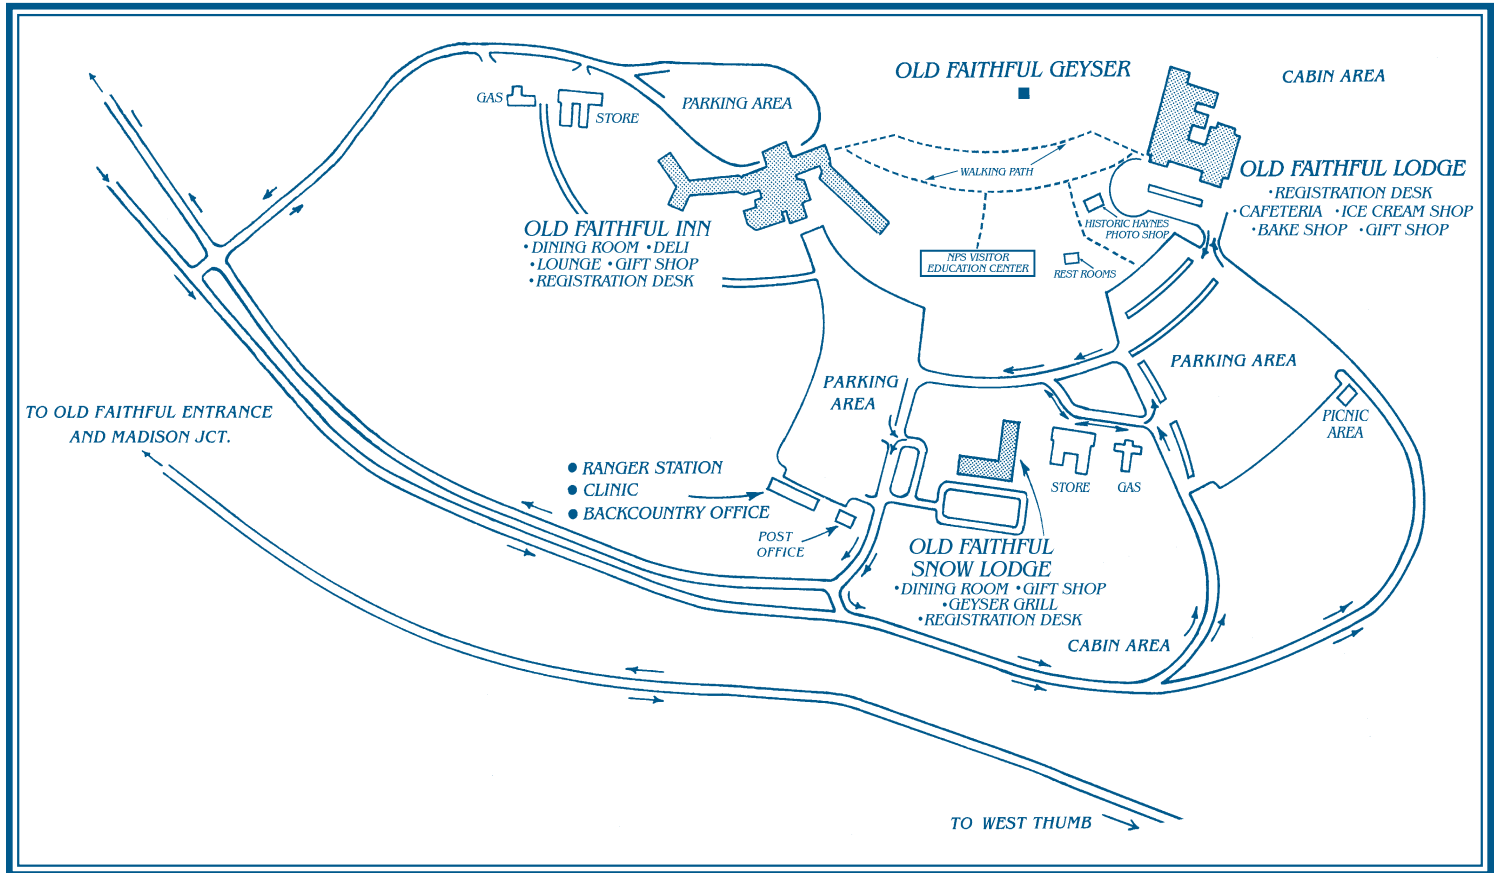 OLD FAITHFUL GEYSER
CABIN AREA
GAS
STORE
PARKING AREA
WALKING PATH
OLD FAITHFUL LODGE
•REGISTRATION DESK
•CAFETERIA •ICE CREAM SHOP
•BAKE SHOP •GIFT SHOP
HISTORIC HAYNES
PHOTO SHOP
OLD FAITHFUL INN
•DINING ROOM •DELI
•LOUNGE •GIFT SHOP
•REGISTRATION DESK
NPS VISITOR
EDUCATION CENTER
REST ROOMS
PARKING AREA
PARKING
AREA
TO OLD FAITHFUL ENTRANCE
AND MADISON JCT.
PICNIC
AREA
• RANGER STATION
• CLINIC
• BACKCOUNTRY OFFICE
STORE
GAS
POST
OFFICE
OLD FAITHFUL
SNOW LODGE
•DINING ROOM •GIFT SHOP
•GEYSER GRILL
•REGISTRATION DESK
CABIN AREA
TO WEST THUMB